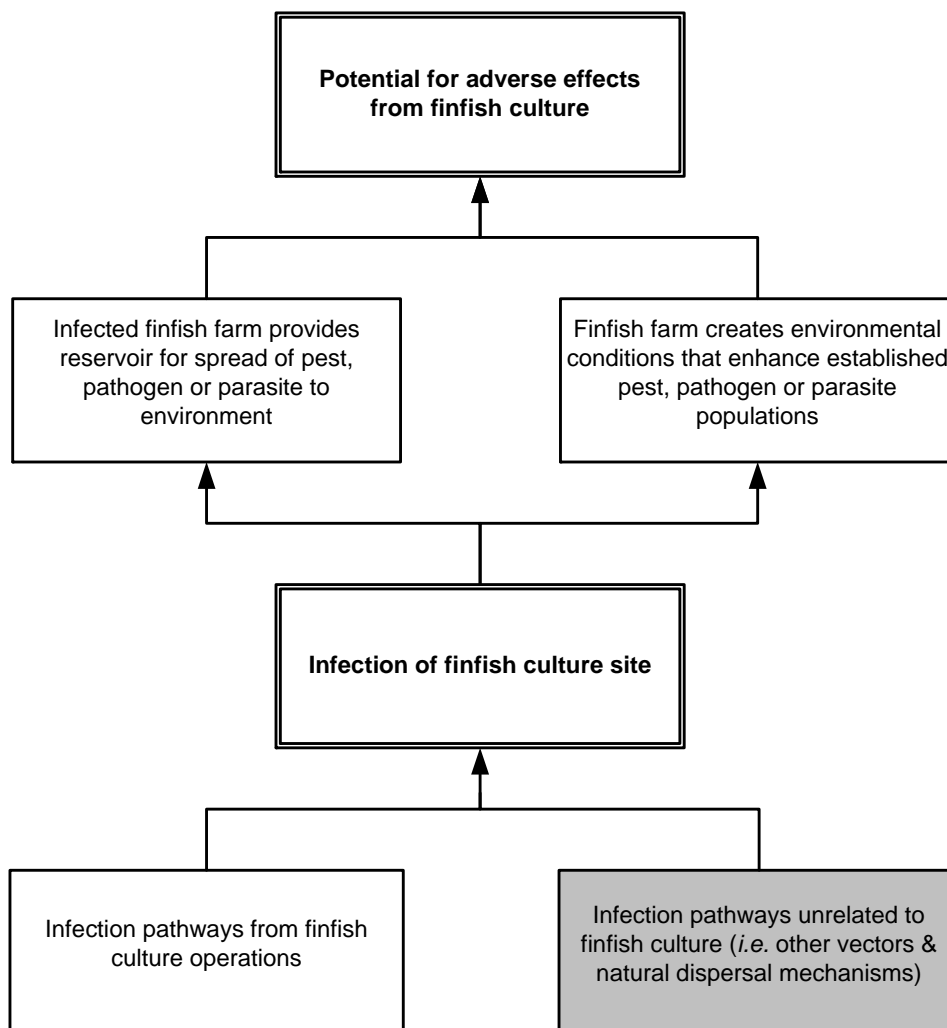 Potential for adverse effects
from finfish culture
Infected finfish farm provides
reservoir for spread of pest,
pathogen or parasite to
environment
Finfish farm creates environmental
conditions that enhance established
pest, pathogen or parasite
populations
Infection of finfish culture site
Infection pathways from finfish
culture operations
Infection pathways unrelated to
finfish culture (i.e. other vectors &
natural dispersal mechanisms)